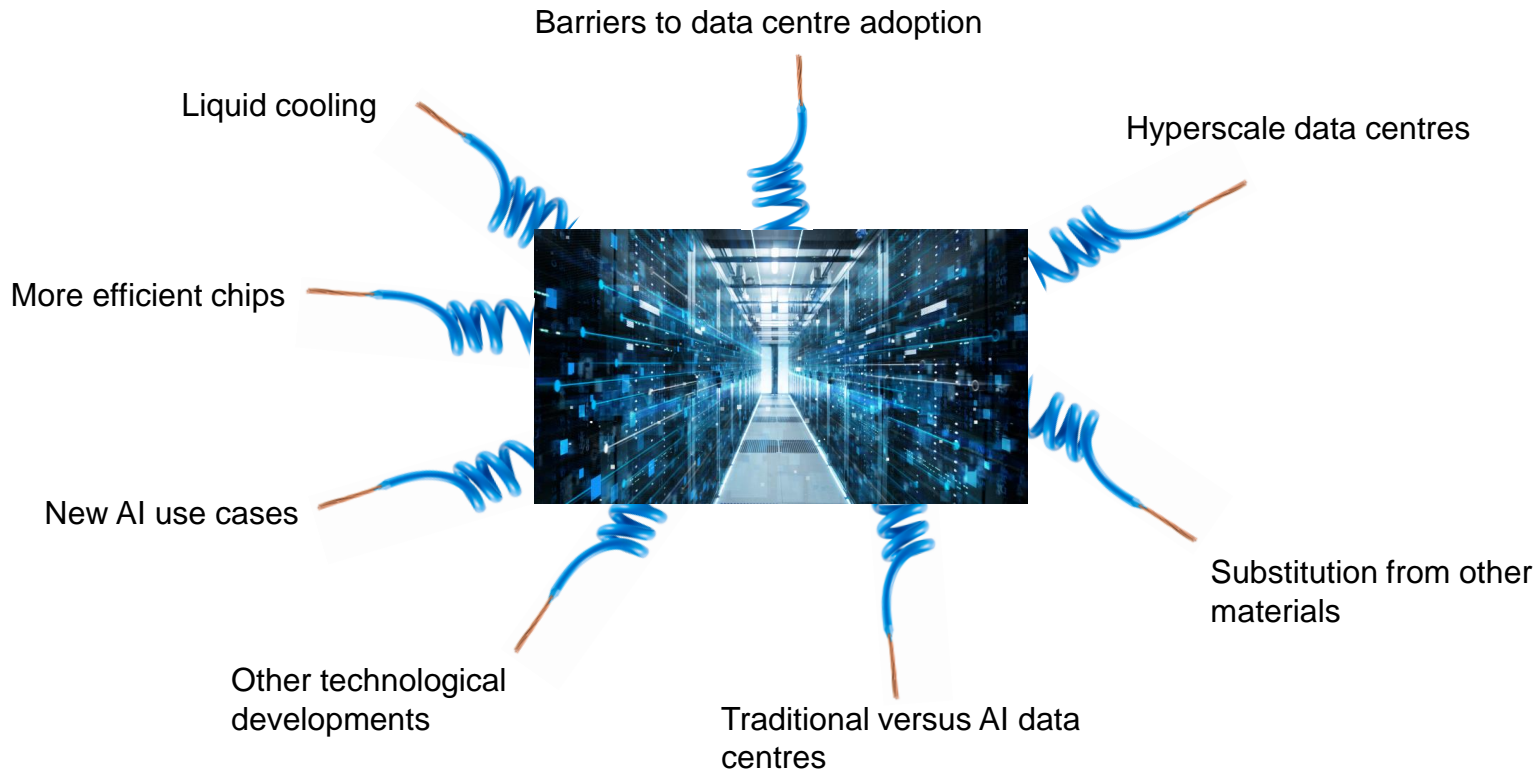 Barriers to data centre adoption
Liquid cooling
Hyperscale data centres
More efficient chips
New AI use cases
Substitution from other
materials
Other technological
developments
Traditional versus AI data
centres